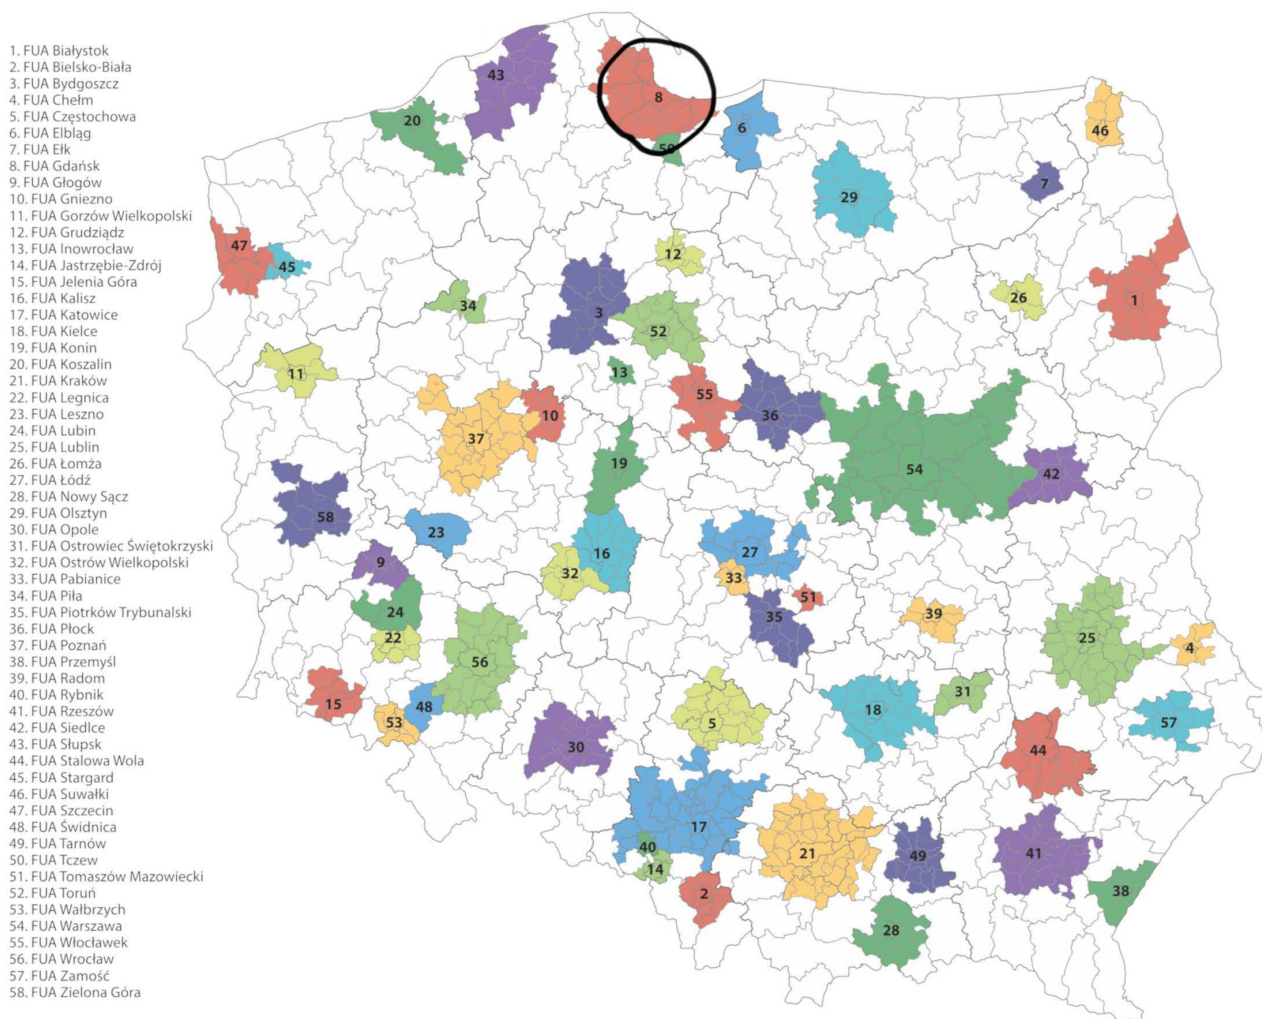 1. FUA Białystok
2. FUA Bielsko-Biała
3. FUA Bydgoszcz
4. FUA Chełm
5. FUA Częstochowa
6. FUA Elbląg
7. FUA Ełk
8. FUA Gdańsk
9. FUA Głogów
10. FUA Gniezno
11. FUA Gorzów Wielkopolski
12. FUA Grudziądz
13. FUA Inowrocław
14. FUA Jastrzębie-Zdrój
15. FUA Jelenia Góra
16. FUA Kalisz
17. FUA Katowice
18. FUA Kielce
19. FUA Konin
20. FUA Koszalin
21. FUA Kraków
22. FUA Legnica
23. FUA Leszno
24. FUA Lubin
25. FUA Lublin
26. FUA Łomża
27. FUA Łódź
28. FUA Nowy Sącz
29. FUA Olsztyn
30. FUA Opole
31. FUA Ostrowiec Świętokrzyski
32. FUA Ostrów Wielkopolski
33. FUA Pabianice
34. FUA Piła
35. FUA Piotrków Trybunalski
36. FUA Płock
37. FUA Poznań
38. FUA Przemyśl
39. FUA Radom
40. FUA Rybnik
41. FUA Rzeszów
42. FUA Siedlce
43. FUA Słupsk
44. FUA Stalowa Wola
45. FUA Stargard
46. FUA Suwałki
47. FUA Szczecin
48. FUA Świdnica
49. FUA Tarnów
50. FUA Tczew
51. FUA Tomaszów Mazowiecki
52. FUA Toruń
53. FUA Wałbrzych
54. FUA Warszawa
55. FUA Włocławek
56. FUA Wrocław
57. FUA Zamość
58. FUA Zielona Góra
43
8
20
6
50
46
7
29
47
45
12
26
1
34
3
52
13
11
55
36
10
37
19
54
42
58
23
16
27
9
32
33
51
24
35
39
25
4
22
56
15
48
53
5
18
31
57
30
44
17
40
14
21
49
41
2
38
28